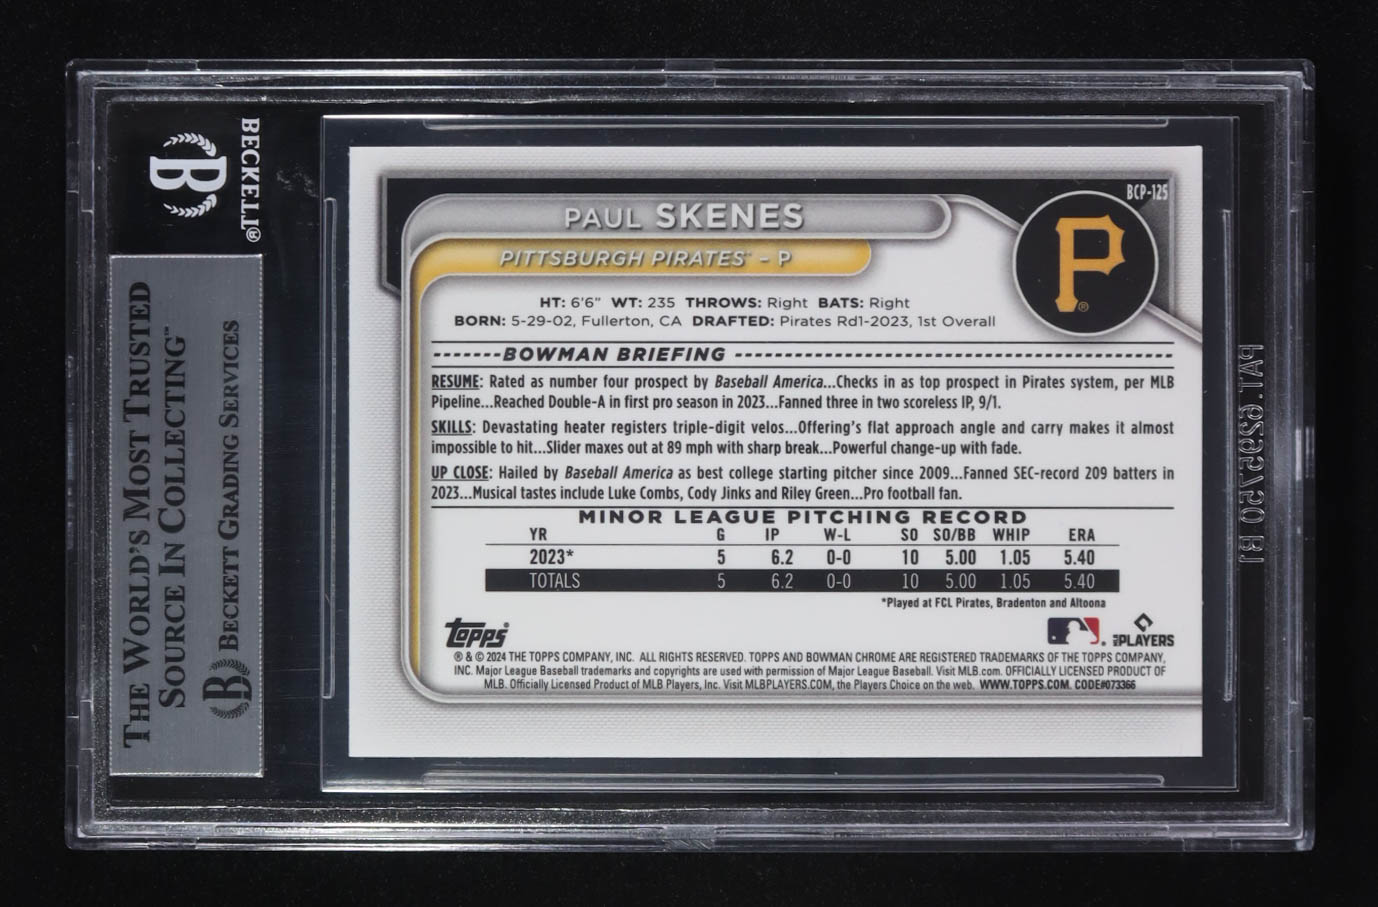 BECKETT®
B
THE WORLD'S MOST TRUSTED
SOURCE IN COLLECTING™
B BECKETT GRADING SERVICES
BCP-125
PAUL SKENES
PITTSBURGH PIRATES™ – P
P®
HT: 6'6" WT: 235 THROWS: Right BATS: Right
BORN: 5-29-02, Fullerton, CA DRAFTED: Pirates Rd1-2023, 1st Overall
-------BOWMAN BRIEFING --------------------------------------------
RESUME: Rated as number four prospect by Baseball America...Checks in as top prospect in Pirates system, per MLB
Pipeline...Reached Double-A in first pro season in 2023...Fanned three in two scoreless IP, 9/1.
SKILLS: Devastating heater registers triple-digit velos...Offering's flat approach angle and carry makes it almost
impossible to hit...Slider maxes out at 89 mph with sharp break...Powerful change-up with fade.
UP CLOSE: Hailed by Baseball America as best college starting pitcher since 2009...Fanned SEC-record 209 batters in
2023...Musical tastes include Luke Combs, Cody Jinks and Riley Green...Pro football fan.
MINOR LEAGUE PITCHING RECORD
YR G IP W-L SO SO/BB WHIP ERA
2023* 5 6.2 0-0 10 5.00 1.05 5.40
TOTALS 5 6.2 0-0 10 5.00 1.05 5.40
*Played at FCL Pirates, Bradenton and Altoona
Topps®
MLB PLAYERS
® & © 2024 THE TOPPS COMPANY, INC. ALL RIGHTS RESERVED. TOPPS AND BOWMAN CHROME ARE REGISTERED TRADEMARKS OF THE TOPPS COMPANY,
INC. Major League Baseball trademarks and copyrights are used with permission of Major League Baseball. Visit MLB.com. OFFICIALLY LICENSED PRODUCT OF
MLB. Officially Licensed Product of MLB Players, Inc. Visit MLBPLAYERS.COM, the Players Choice on the web. WWW.TOPPS.COM. CODE#073366
PAT. 6295750 B1